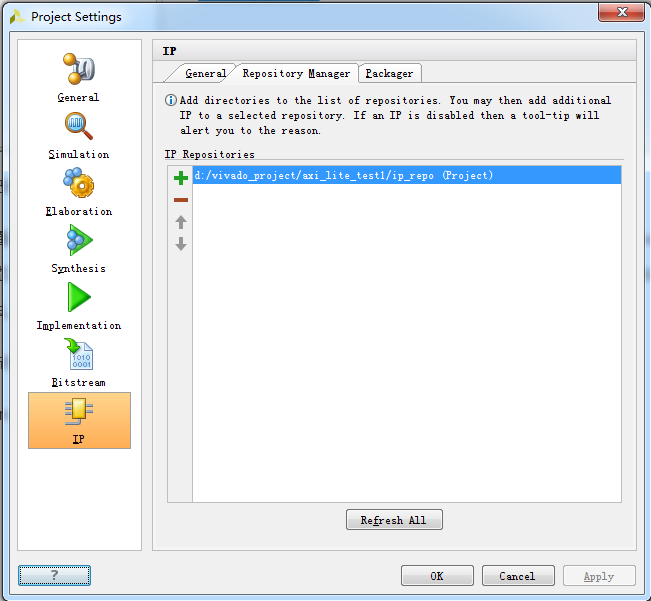 Project Settings
General
Simulation
Elaboration
Synthesis
Implementation
Bitstream
IP
IP
General
Repository Manager
Packager
Add directories to the list of repositories. You may then add additional
IP to a selected repository. If an IP is disabled then a tool-tip will
alert you to the reason.
IP Repositories
d:/vivado_project/axi_lite_test1/ip_repo (Project)
Refresh All
?
OK
Cancel
Apply